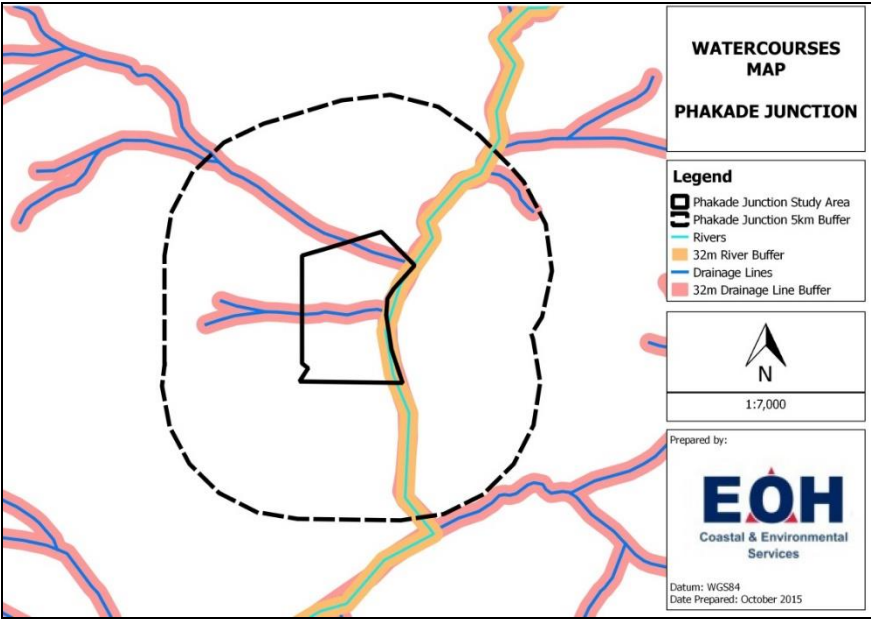 WATERCOURSES
MAP
PHAKADE JUNCTION
Legend
Phakade Junction Study Area
Phakade Junction 5km Buffer
Rivers
32m River Buffer
Drainage Lines
32m Drainage Line Buffer
N
1:7,000
Prepared by:
EOH
Coastal & Environmental
Services
Datum: WGS84
Date Prepared: October 2015